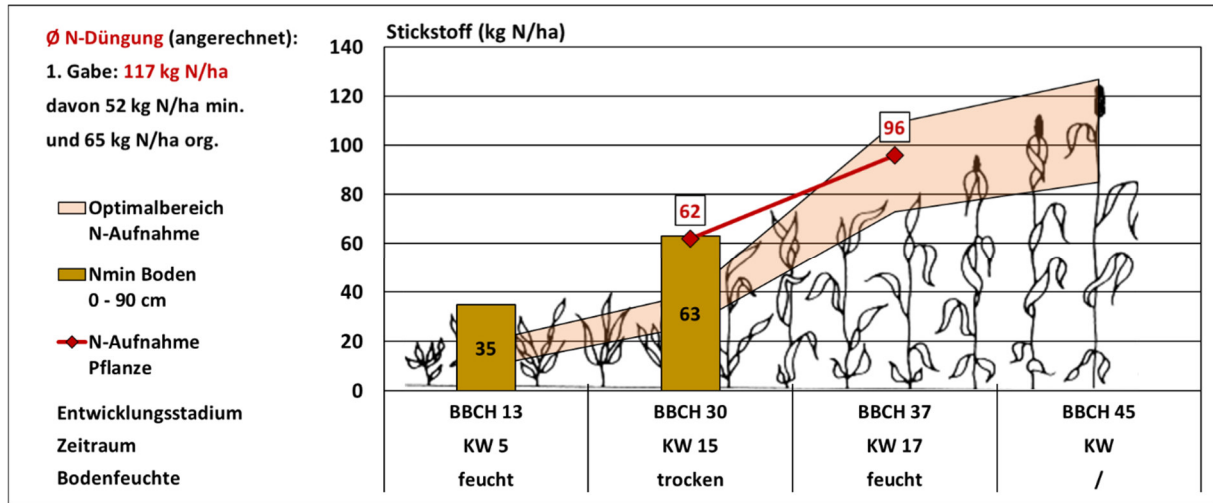 Ø N-Düngung (angerechnet):
1. Gabe: 117 kg N/ha
davon 52 kg N/ha min.
und 65 kg N/ha org.
Optimalbereich
N-Aufnahme
Nmin Boden
0 - 90 cm
N-Aufnahme
Pflanze
Stickstoff (kg N/ha)
140
120
100
80
60
40
20
0
35
62
63
96
Entwicklungsstadium BBCH 13 BBCH 30 BBCH 37 BBCH 45
Zeitraum KW 5 KW 15 KW 17 KW
Bodenfeuchte feucht trocken feucht /